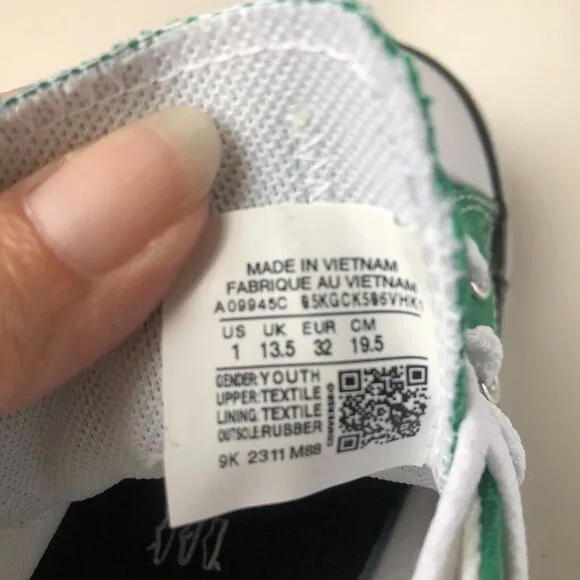 MADE IN VIETNAM
FABRIQUE AU VIETNAM
A09945C
US UK EUR CM
1 13.5 32 19.5
GENDER:YOUTH
UPPER:TEXTILE
LINING:TEXTILE
OUTSOLE:RUBBER
9K 2311 M88